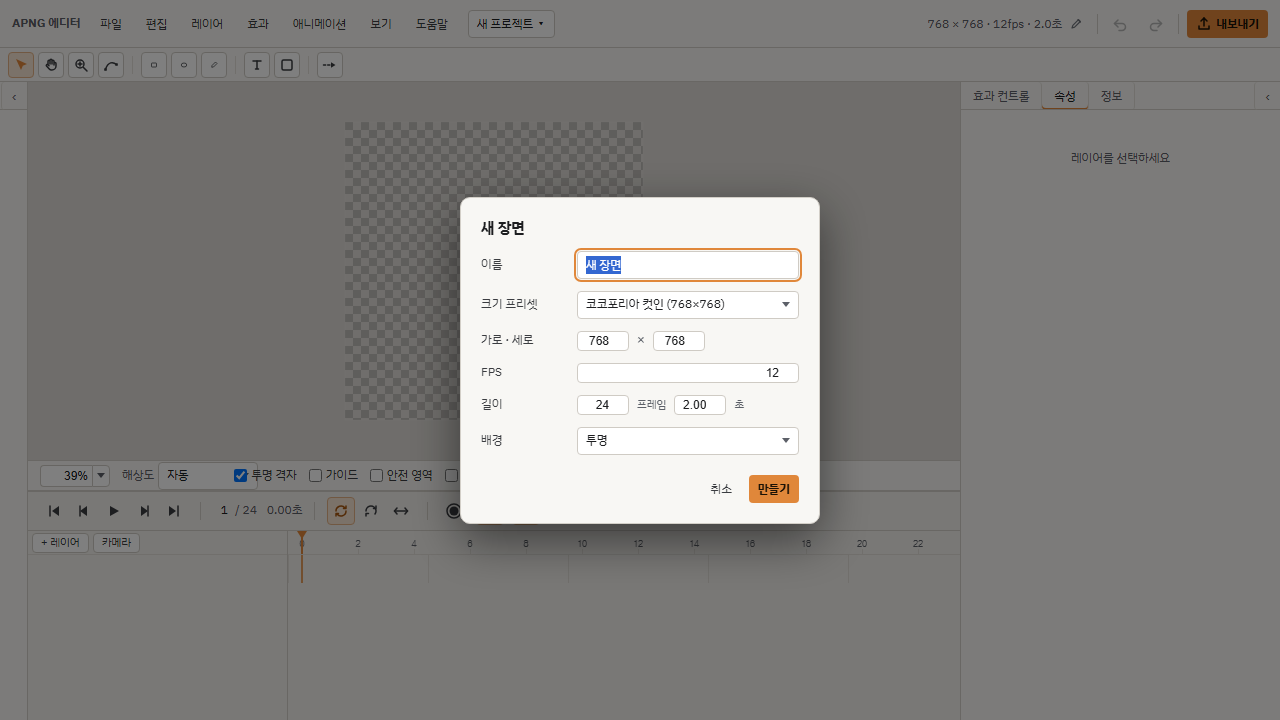 APNG 에디터 파일 편집 레이어 효과 애니메이션 보기 도움말 새 프로젝트 768 × 768 · 12fps · 2.0초 내보내기
효과 컨트롤 속성 정보
레이어를 선택하세요
새 장면
이름 새 장면
크기 프리셋 코코포리아 컷인 (768×768)
가로 · 세로 768 × 768
FPS 12
길이 24 프레임 2.00 초
배경 투명
취소 만들기
39% 해상도 자동 투명 격자 가이드 안전 영역
1 / 24 0.00초
+ 레이어 카메라 0 2 4 6 8 10 12 14 16 18 20 22